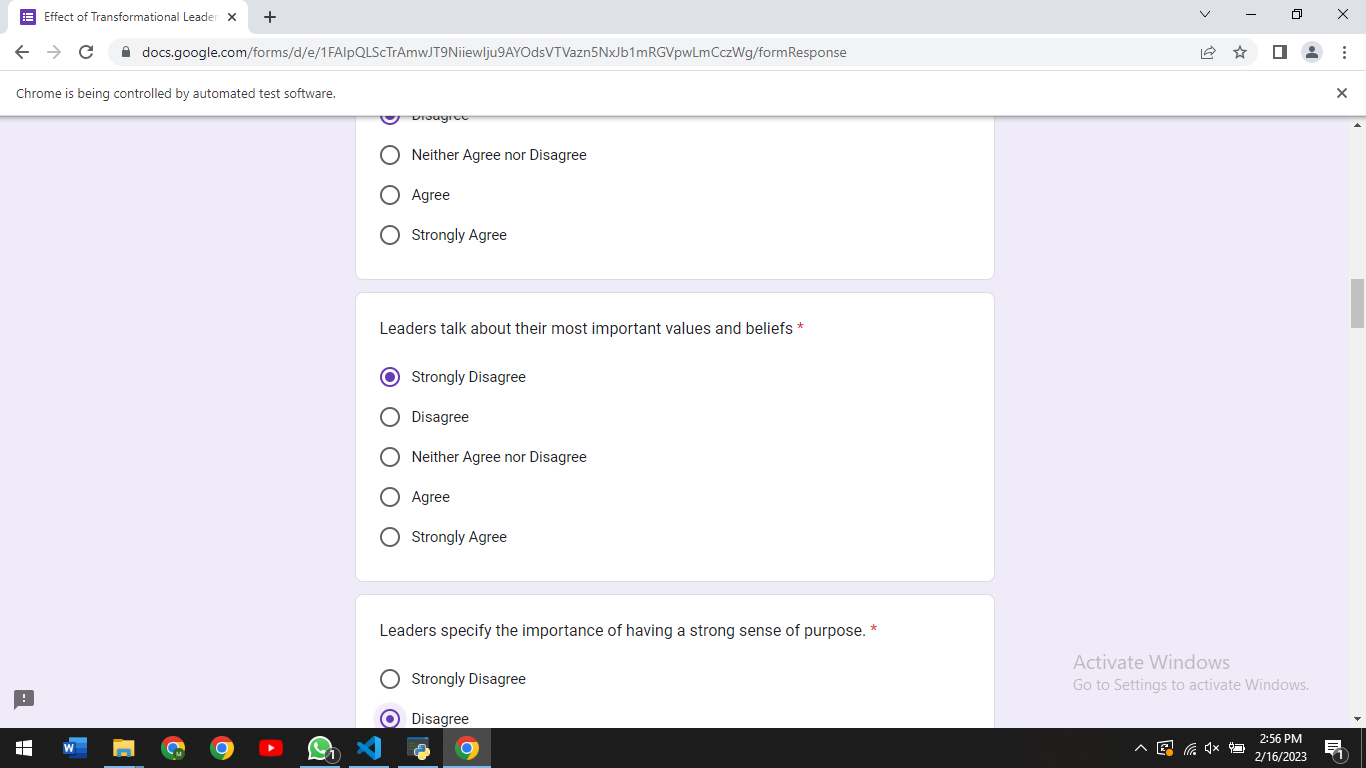 Effect of Transformational Leader
docs.google.com/forms/d/e/1FAIpQLScTrAmwJT9NiiewIju9AYOdsVTVazn5NxJb1mRGVpwLmCczWg/formResponse
Chrome is being controlled by automated test software.
Disagree
Neither Agree nor Disagree
Agree
Strongly Agree
Leaders talk about their most important values and beliefs *
Strongly Disagree
Disagree
Neither Agree nor Disagree
Agree
Strongly Agree
Leaders specify the importance of having a strong sense of purpose. *
Strongly Disagree
Disagree
Activate Windows
Go to Settings to activate Windows.
2:56 PM
2/16/2023